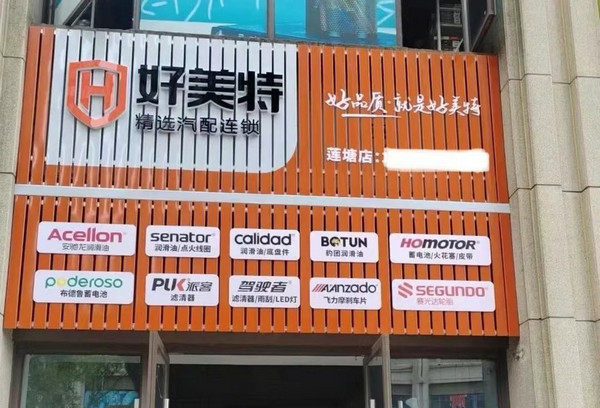 好美特
精选汽配连锁
好品质·就是好美特
莲塘店:
Acellon
安驰龙润滑油
senator
润滑油/点火线圈
calidad
润滑油/底盘件
BOTUN
豹团润滑油
HOMOTOR
蓄电池/火花塞/皮带
poderoso
布德鲁蓄电池
PUK派客
滤清器
驾驶者
滤清器/雨刮/LED灯
MANZADO
飞力摩刹车片
SEGUNDO
赛光达轮胎